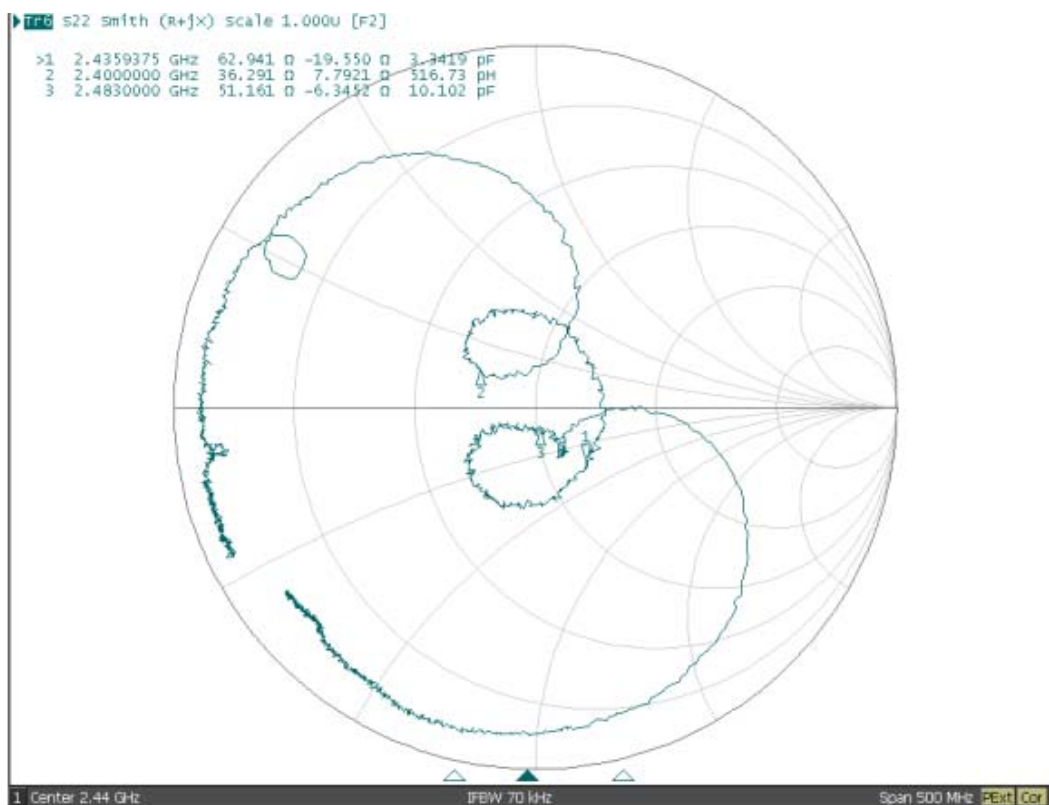 Tr6 S22 Smith (R+jX) Scale 1.000U [F2]
>1 2.4359375 GHz 62.941 Ω -19.550 Ω 3.3419 pF
2 2.4000000 GHz 36.291 Ω 7.7921 Ω 516.73 pH
3 2.4830000 GHz 51.161 Ω -6.3452 Ω 10.102 pF
2
3 1
1 Center 2.44 GHz IFBW 70 kHz Span 500 MHz PExt Cor